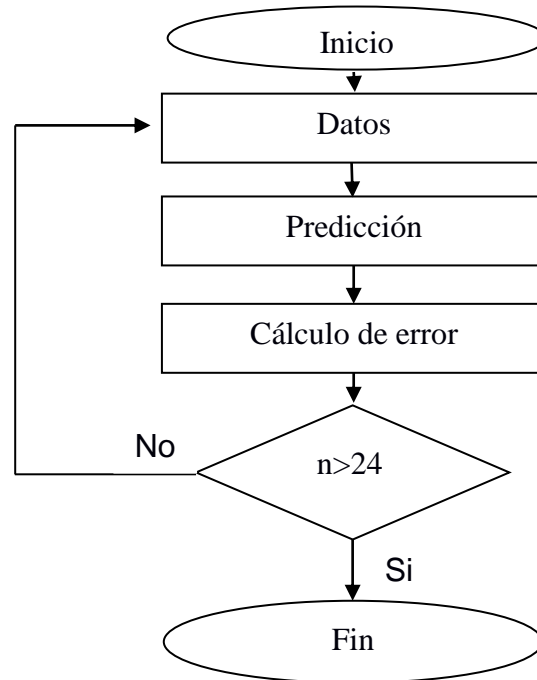 Inicio
Datos
Predicción
Cálculo de error
n>24
No
Si
Fin